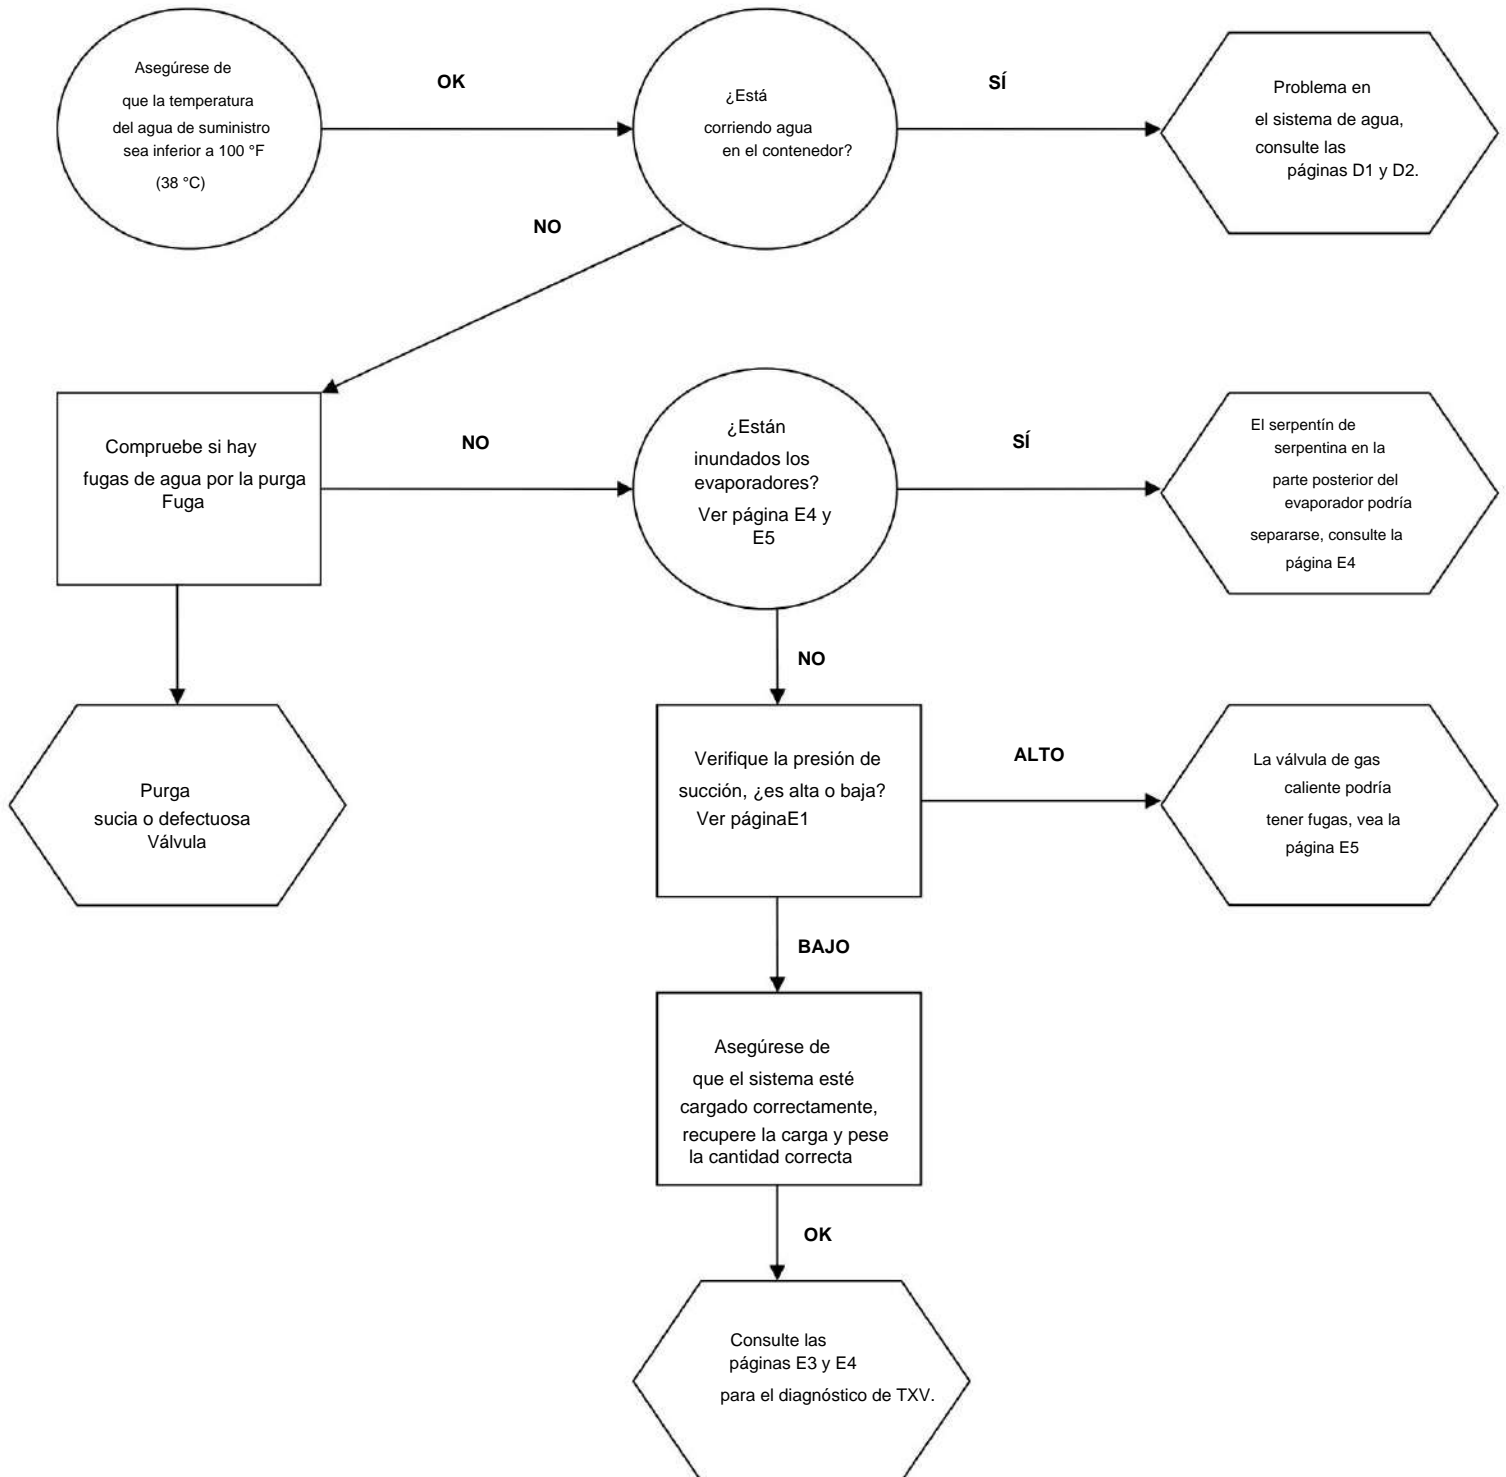 Asegúrese de
que la temperatura
del agua de suministro
sea inferior a 100 °F
(38 °C)
OK
¿Está
corriendo agua
en el contenedor?
SÍ
Problema en
el sistema de agua,
consulte las
páginas D1 y D2.
NO
Compruebe si hay
fugas de agua por la purga
Fuga
NO
¿Están
inundados los
evaporadores?
Ver página E4 y
E5
SÍ
El serpentín de
serpentina en la
parte posterior del
evaporador podría
separarse, consulte la
página E4
NO
Purga
sucia o defectuosa
Válvula
Verifique la presión de
succión, ¿es alta o baja?
Ver páginaE1
ALTO
La válvula de gas
caliente podría
tener fugas, vea la
página E5
BAJO
Asegúrese de
que el sistema esté
cargado correctamente,
recupere la carga y pese
la cantidad correcta
OK
Consulte las
páginas E3 y E4
para el diagnóstico de TXV.